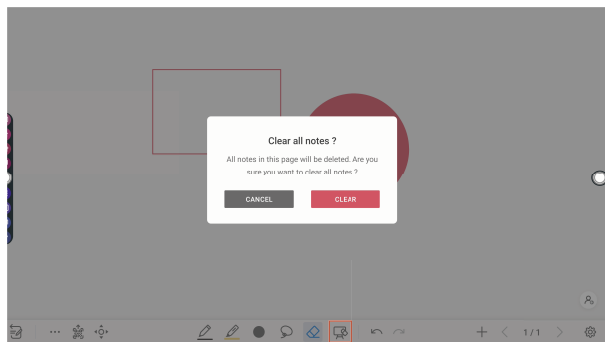 Clear all notes ?
All notes in this page will be deleted. Are you
sure you want to clear all notes ?
CANCEL
CLEAR
1/1